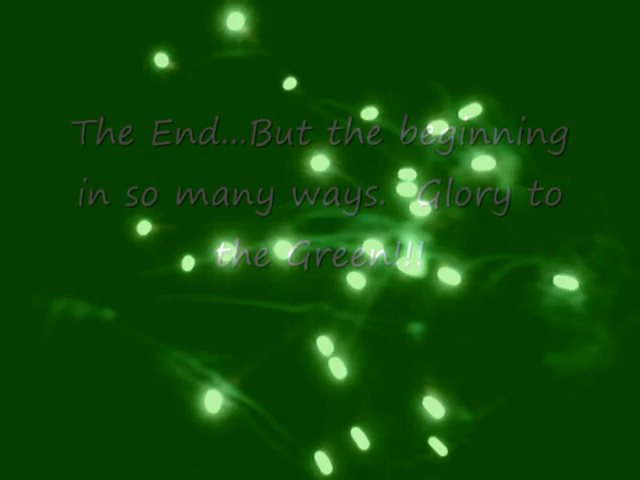 The End...But the beginning
in so many ways.  Glory to
the Green!!!